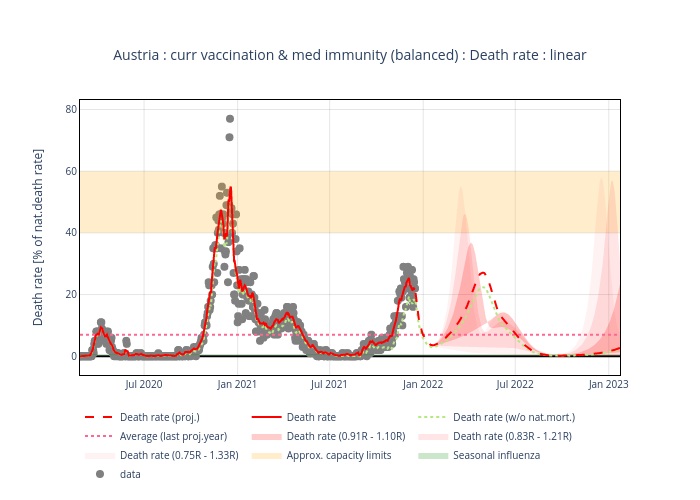 Austria : curr vaccination & med immunity (balanced) : Death rate : linear
Death rate [% of nat.death rate]
80
60
40
20
0
Jul 2020
Jan 2021
Jul 2021
Jan 2022
Jul 2022
Jan 2023
Death rate (proj.)
Death rate
Death rate (w/o nat.mort.)
Average (last proj.year)
Death rate (0.91R - 1.10R)
Death rate (0.83R - 1.21R)
Death rate (0.75R - 1.33R)
Approx. capacity limits
Seasonal influenza
data